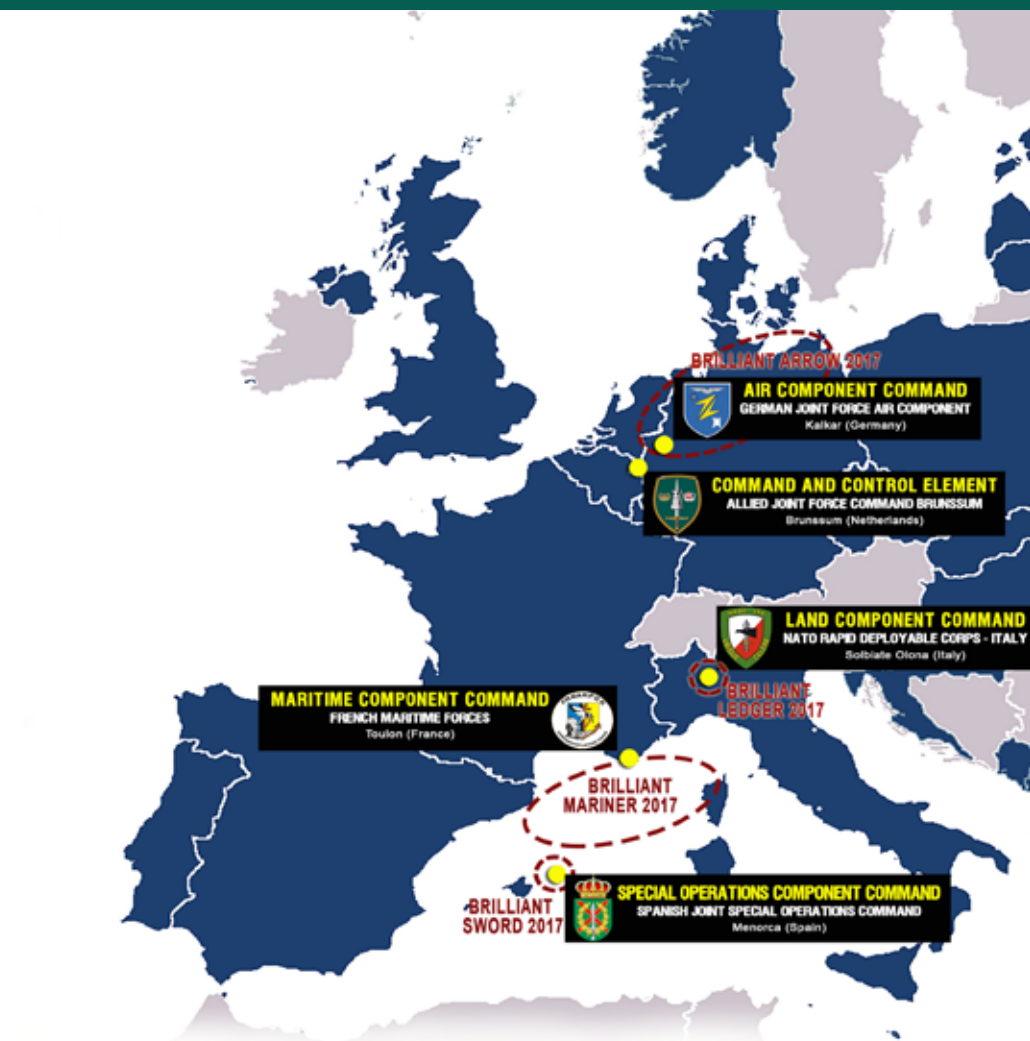 BRILLIANT ARROW 2017
AIR COMPONENT COMMAND
GERMAN JOINT FORCE AIR COMPONENT
Kalkar (Germany)
COMMAND AND CONTROL ELEMENT
ALLIED JOINT FORCE COMMAND BRUNSSUM
Brunssum (Netherlands)
LAND COMPONENT COMMAND
NATO RAPID DEPLOYABLE CORPS - ITALY
Solbiate Olona (Italy)
BRILLIANT
LEDGER 2017
MARITIME COMPONENT COMMAND
FRENCH MARITIME FORCES
Toulon (France)
BRILLIANT
MARINER 2017
BRILLIANT
SWORD 2017
SPECIAL OPERATIONS COMPONENT COMMAND
SPANISH JOINT SPECIAL OPERATIONS COMMAND
Menorca (Spain)